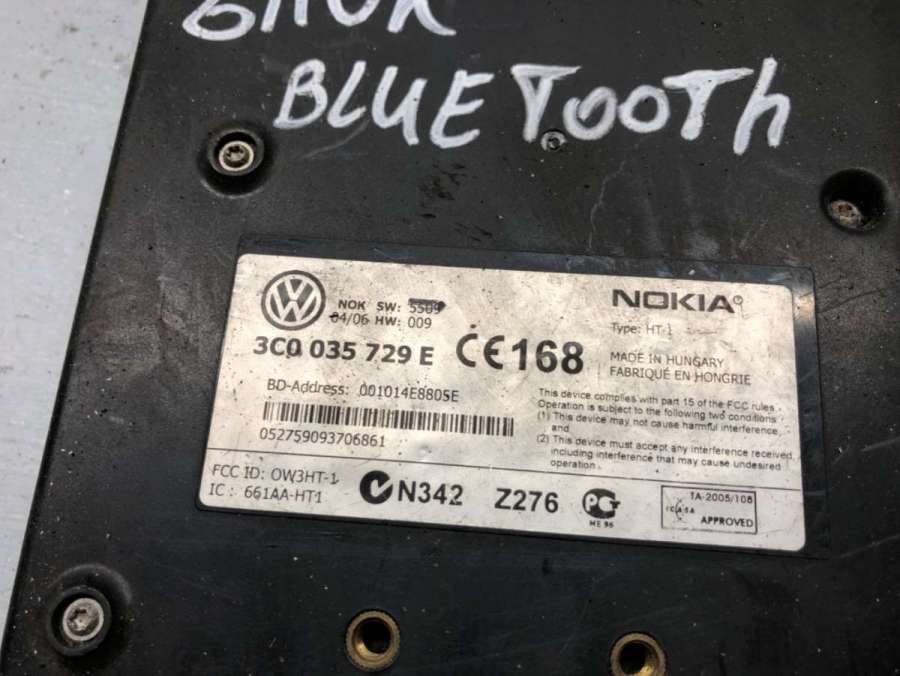 BLUETOOTH
NOK SW: 5509
04/06 HW: 009
3C0 035 729 E
CE168
BD-Address: 001014E8805E
052759093706861
NOKIA
Type: HT-1
MADE IN HUNGARY
FABRIQUÉ EN HONGRIE
This device complies with part 15 of the FCC rules
Operation is subject to the following two conditions
(1) This device may not cause harmful interference,
and
(2) This device must accept any interference received
including interference that may cause undesired
operation.
FCC ID: OW3HT-1
IC : 661AA-HT1
N342
Z276
ME 96
TA-2005/108
ICASA
APPROVED